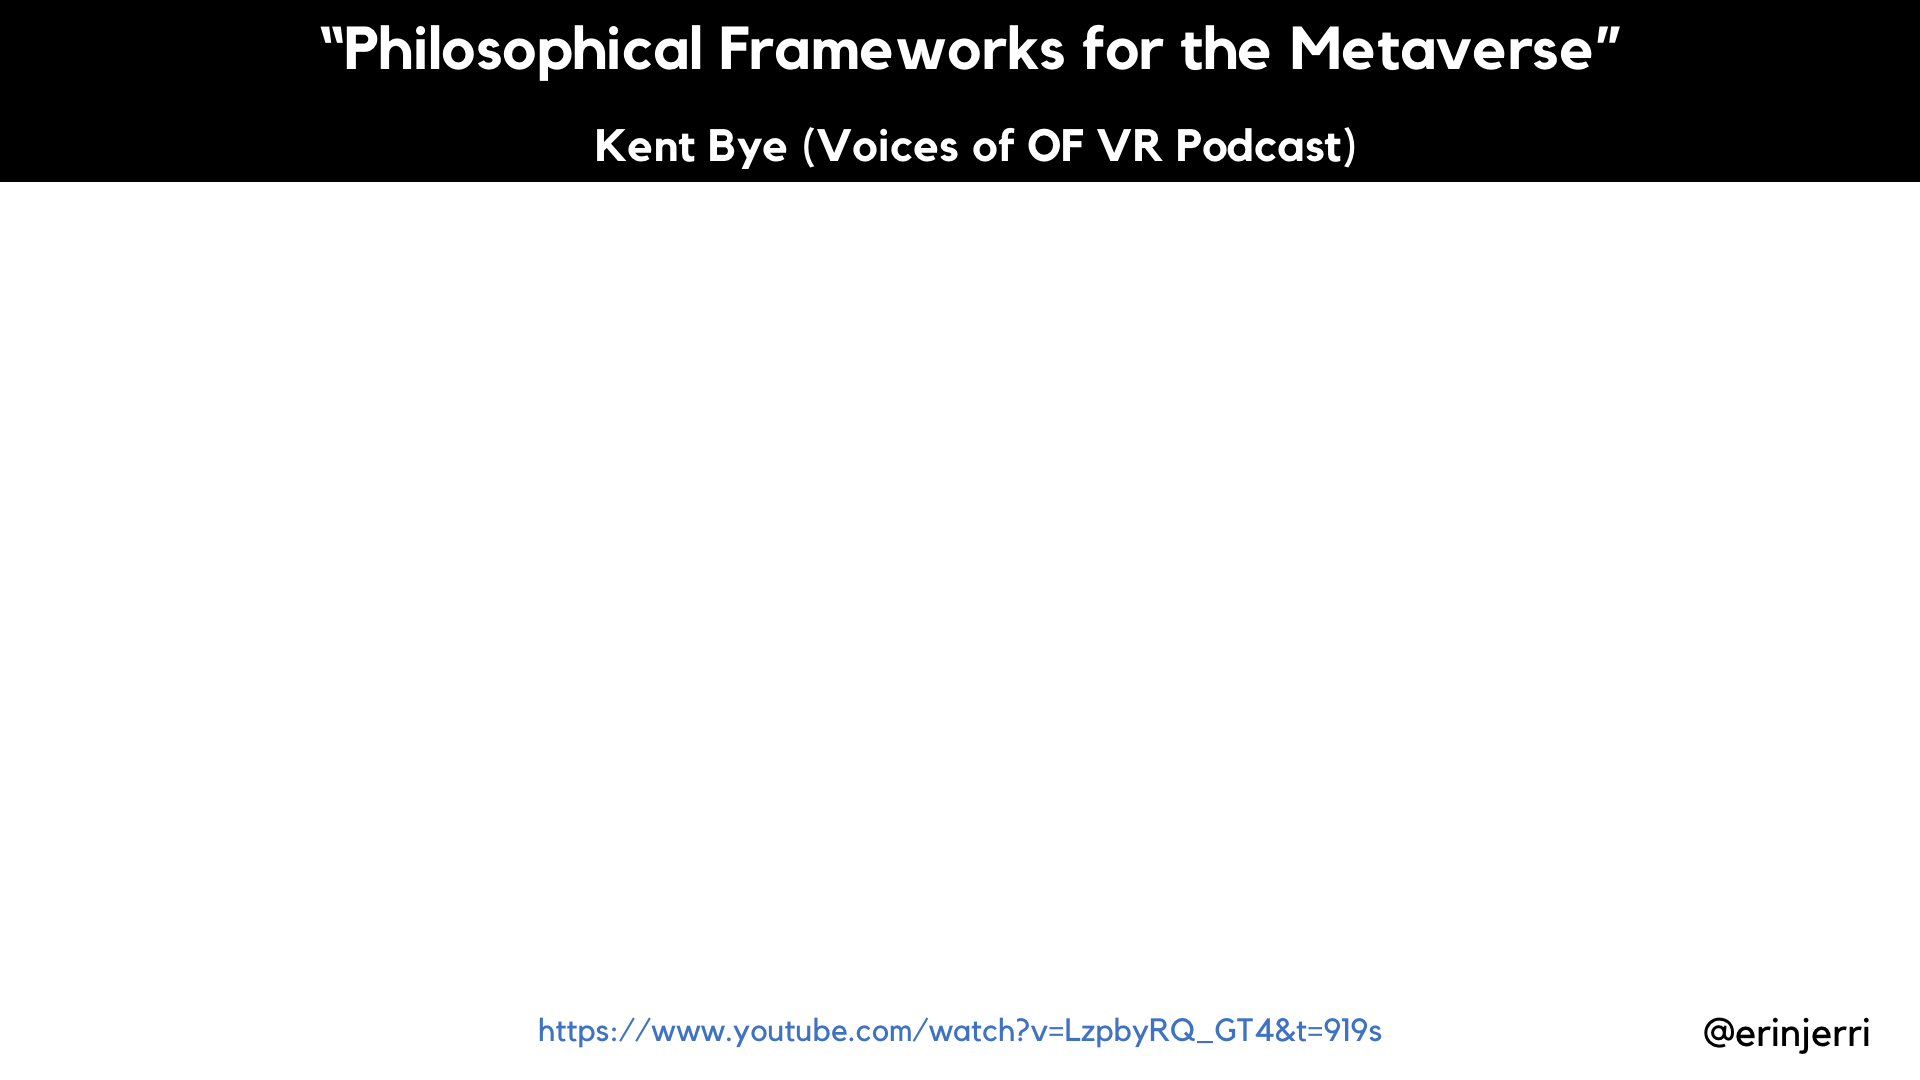 “Philosophical Frameworks for the Metaverse”
Kent Bye (Voices of OF VR Podcast)
https://www.youtube.com/watch?v=LzpbyRQ_GT4&t=919s
@erinjerri